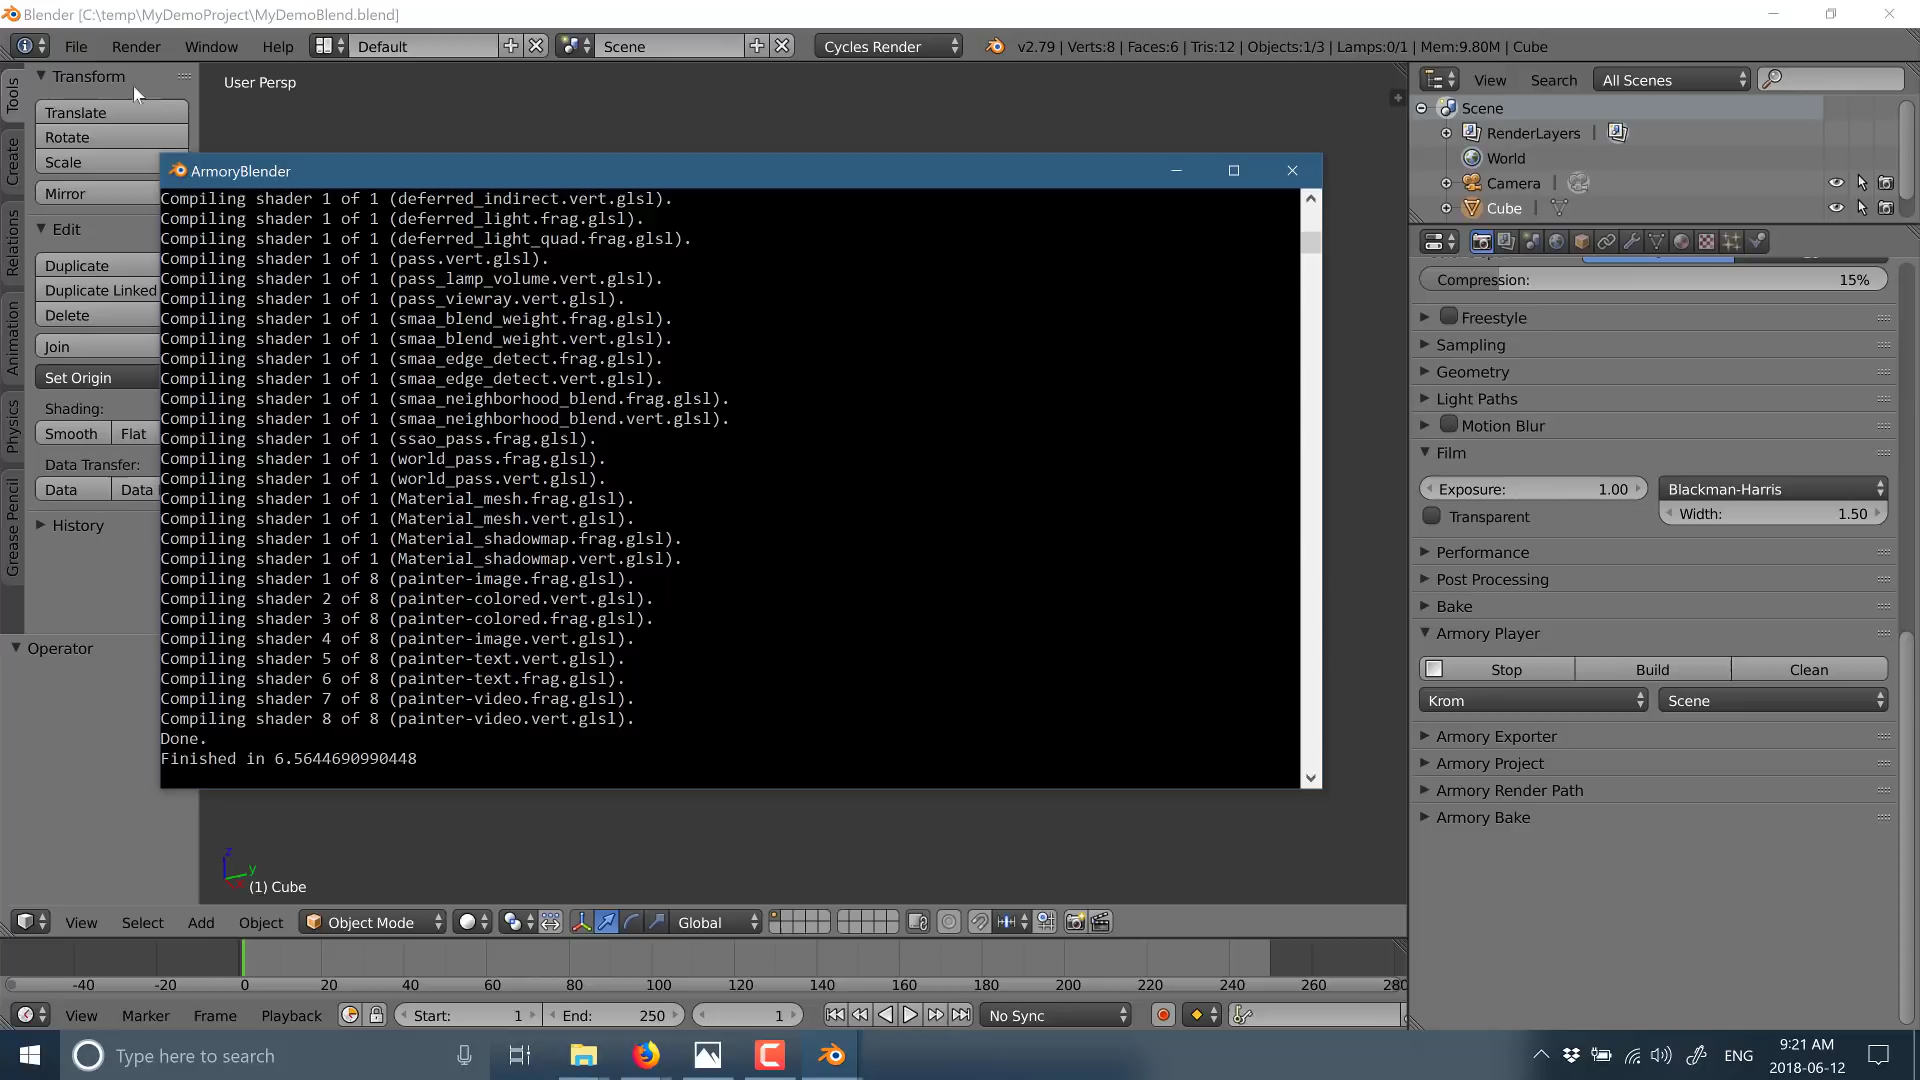 Blender [C:\temp\MyDemoProject\MyDemoBlend.blend]
File Render Window Help Default Scene Cycles Render v2.79 | Verts:8 | Faces:6 | Tris:12 | Objects:1/3 | Lamps:0/1 | Mem:9.80M | Cube
Transform
Translate
Rotate
Scale
Mirror
Edit
Duplicate
Duplicate Linked
Delete
Join
Set Origin
Shading:
Smooth Flat
Data Transfer:
Data Data
History
Operator
Tools
Create
Relations
Animation
Physics
Grease Pencil
User Persp
ArmoryBlender
Compiling shader 1 of 1 (deferred_indirect.vert.glsl).
Compiling shader 1 of 1 (deferred_light.frag.glsl).
Compiling shader 1 of 1 (deferred_light_quad.frag.glsl).
Compiling shader 1 of 1 (pass.vert.glsl).
Compiling shader 1 of 1 (pass_lamp_volume.vert.glsl).
Compiling shader 1 of 1 (pass_viewray.vert.glsl).
Compiling shader 1 of 1 (smaa_blend_weight.frag.glsl).
Compiling shader 1 of 1 (smaa_blend_weight.vert.glsl).
Compiling shader 1 of 1 (smaa_edge_detect.frag.glsl).
Compiling shader 1 of 1 (smaa_edge_detect.vert.glsl).
Compiling shader 1 of 1 (smaa_neighborhood_blend.frag.glsl).
Compiling shader 1 of 1 (smaa_neighborhood_blend.vert.glsl).
Compiling shader 1 of 1 (ssao_pass.frag.glsl).
Compiling shader 1 of 1 (world_pass.frag.glsl).
Compiling shader 1 of 1 (world_pass.vert.glsl).
Compiling shader 1 of 1 (Material_mesh.frag.glsl).
Compiling shader 1 of 1 (Material_mesh.vert.glsl).
Compiling shader 1 of 1 (Material_shadowmap.frag.glsl).
Compiling shader 1 of 1 (Material_shadowmap.vert.glsl).
Compiling shader 1 of 8 (painter-image.frag.glsl).
Compiling shader 2 of 8 (painter-colored.vert.glsl).
Compiling shader 3 of 8 (painter-colored.frag.glsl).
Compiling shader 4 of 8 (painter-image.vert.glsl).
Compiling shader 5 of 8 (painter-text.vert.glsl).
Compiling shader 6 of 8 (painter-text.frag.glsl).
Compiling shader 7 of 8 (painter-video.frag.glsl).
Compiling shader 8 of 8 (painter-video.vert.glsl).
Done.
Finished in 6.5644690990448
z
y
(1) Cube
View Search All Scenes
Scene
RenderLayers
World
Camera
Cube
Compression: 15%
Freestyle
Sampling
Geometry
Light Paths
Motion Blur
Film
Exposure: 1.00 Blackman-Harris
Transparent Width: 1.50
Performance
Post Processing
Bake
Armory Player
Stop Build Clean
Krom Scene
Armory Exporter
Armory Project
Armory Render Path
Armory Bake
View Select Add Object Object Mode Global
-40 -20 0 20 40 60 80 100 120 140 160 180 200 220 240 260 280
View Marker Frame Playback Start: 1 End: 250 1 No Sync
Type here to search
ENG
9:21 AM
2018-06-12